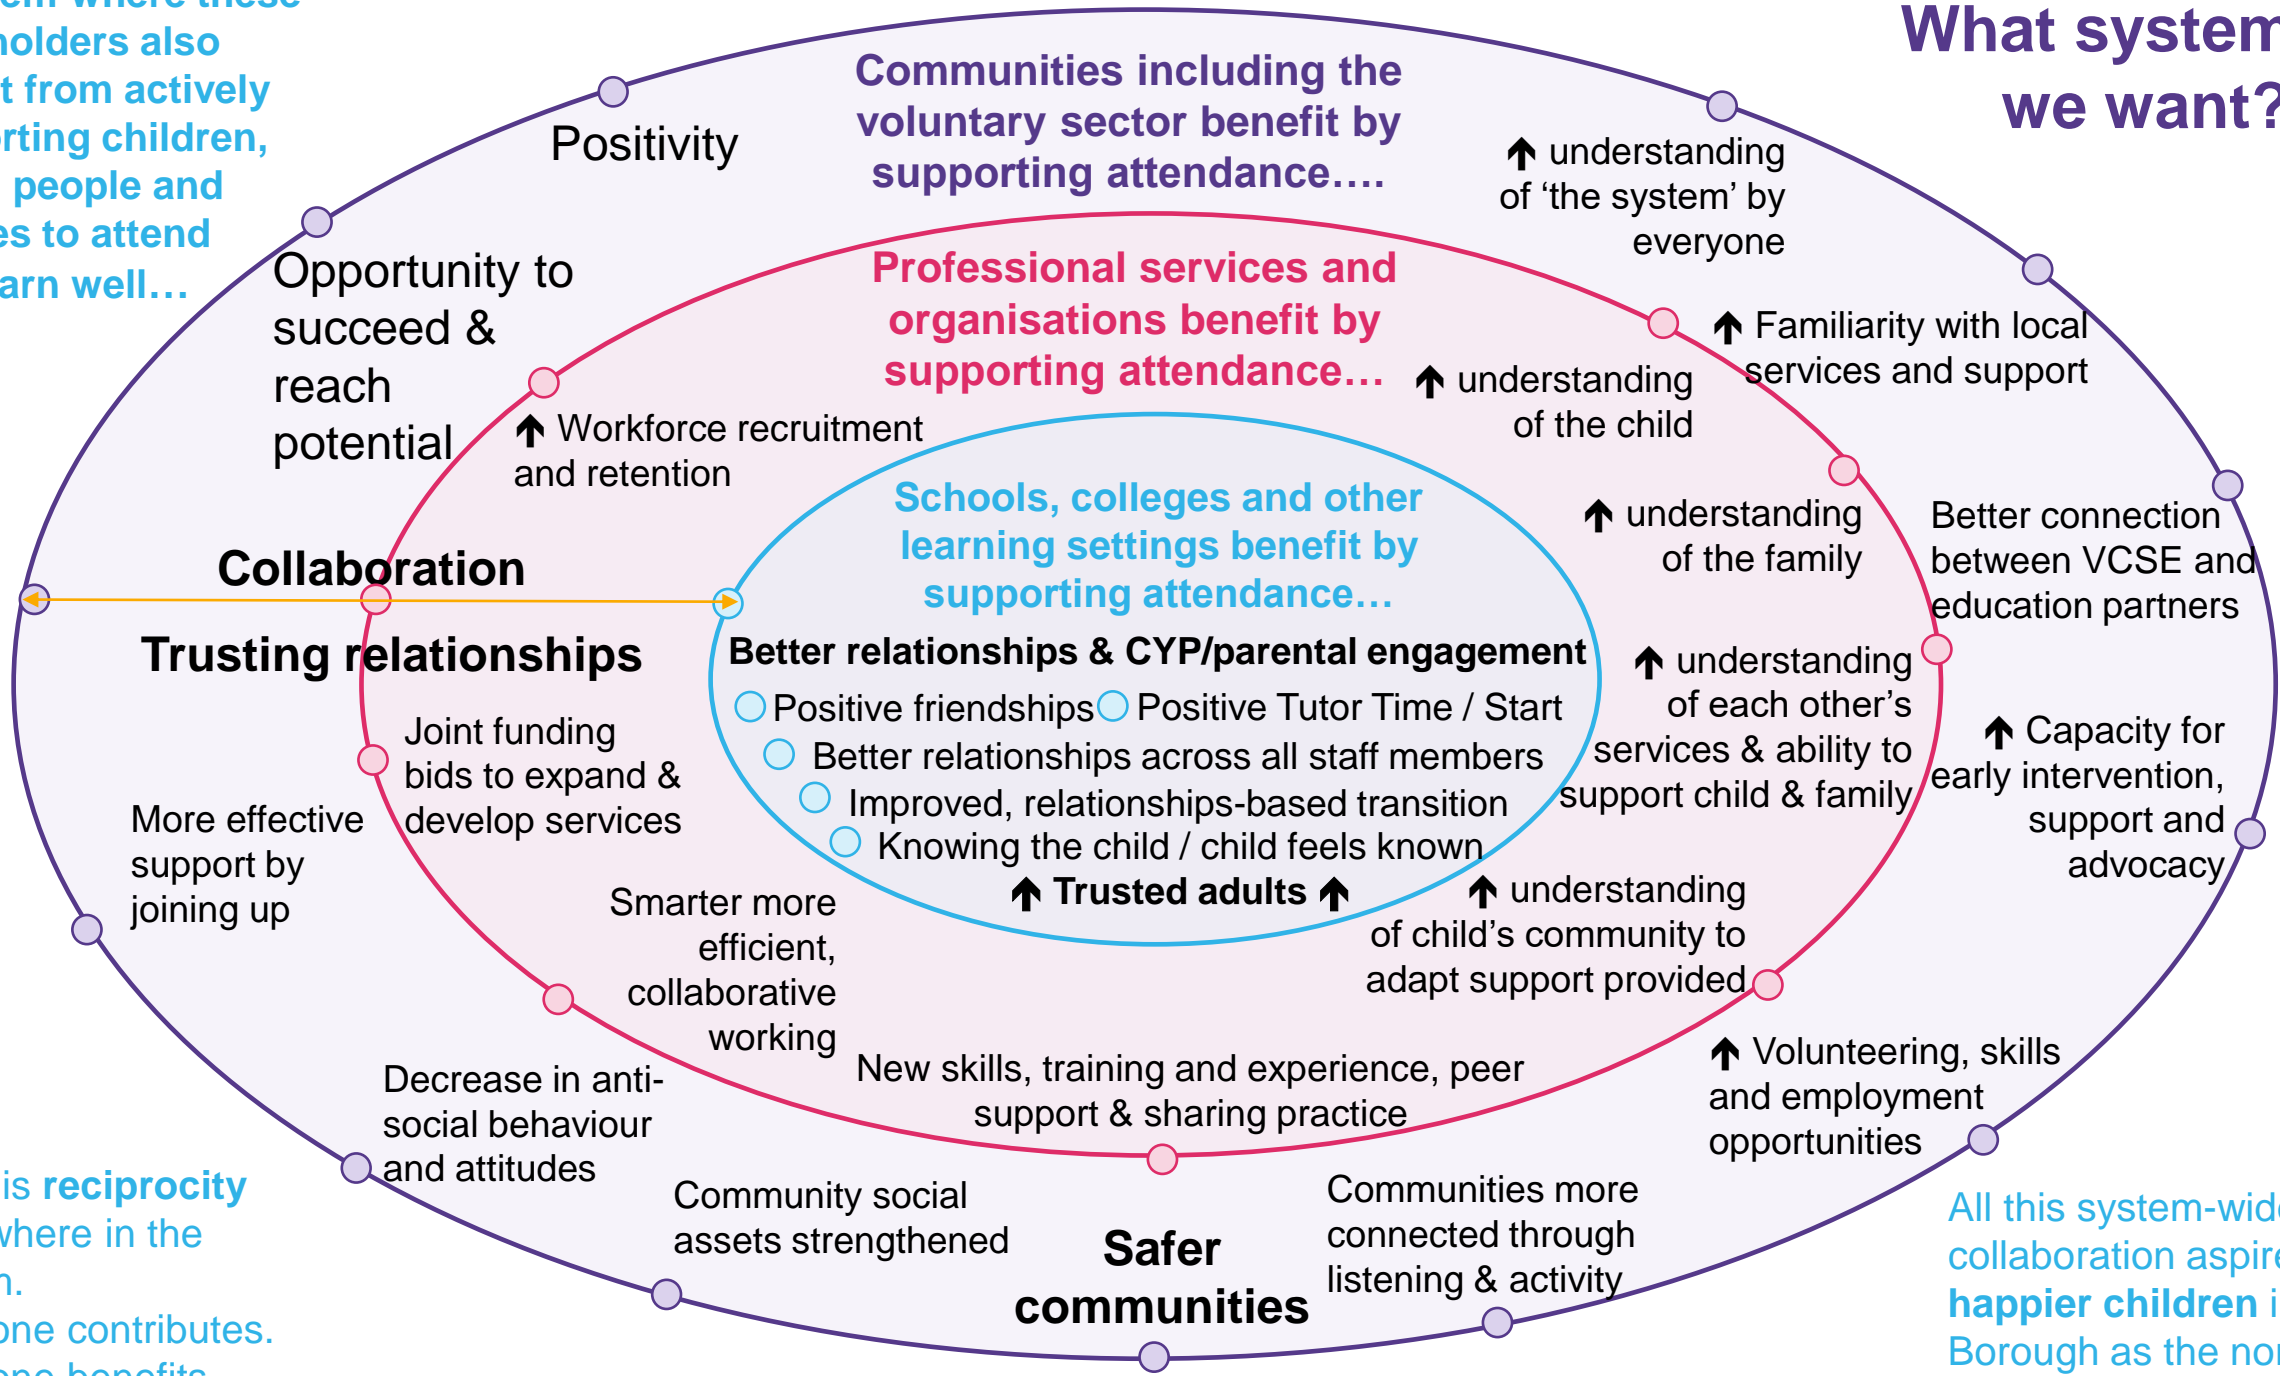 where these
also
from actively
children,
people and
to attend
well…
What
we want?
Communities including the
voluntary sector benefit by
supporting attendance….
Positivity
↑ understanding
of ‘the system’ by
everyone
Opportunity to
succeed &
reach
potential
Professional services and
organisations benefit by
supporting attendance…
↑ Familiarity with local
services and support
↑ understanding
of the child
↑ Workforce recruitment
and retention
Schools, colleges and other
learning settings benefit by
supporting attendance…
↑ understanding
of the family
Better connection
between VCSE and
education partners
Collaboration
Trusting relationships
Better relationships & CYP/parental engagement
Positive friendships Positive Tutor Time / Start
Better relationships across all staff members
Improved, relationships-based transition
Knowing the child / child feels known
↑ Trusted adults ↑
↑ understanding
of each other’s
services & ability to
support child & family
↑ Capacity for
early intervention,
support and
advocacy
Joint funding
bids to expand &
develop services
More effective
support by
joining up
Smarter more
efficient,
collaborative
working
↑ understanding
of child’s community to
adapt support provided
New skills, training and experience, peer
support & sharing practice
↑ Volunteering, skills
and employment
opportunities
Decrease in anti-
social behaviour
and attitudes
Community social
assets strengthened
Safer
communities
Communities more
connected through
listening & activity
is reciprocity
in the
contributes.
benefits
All this
collaboration
happier children
Borough as the